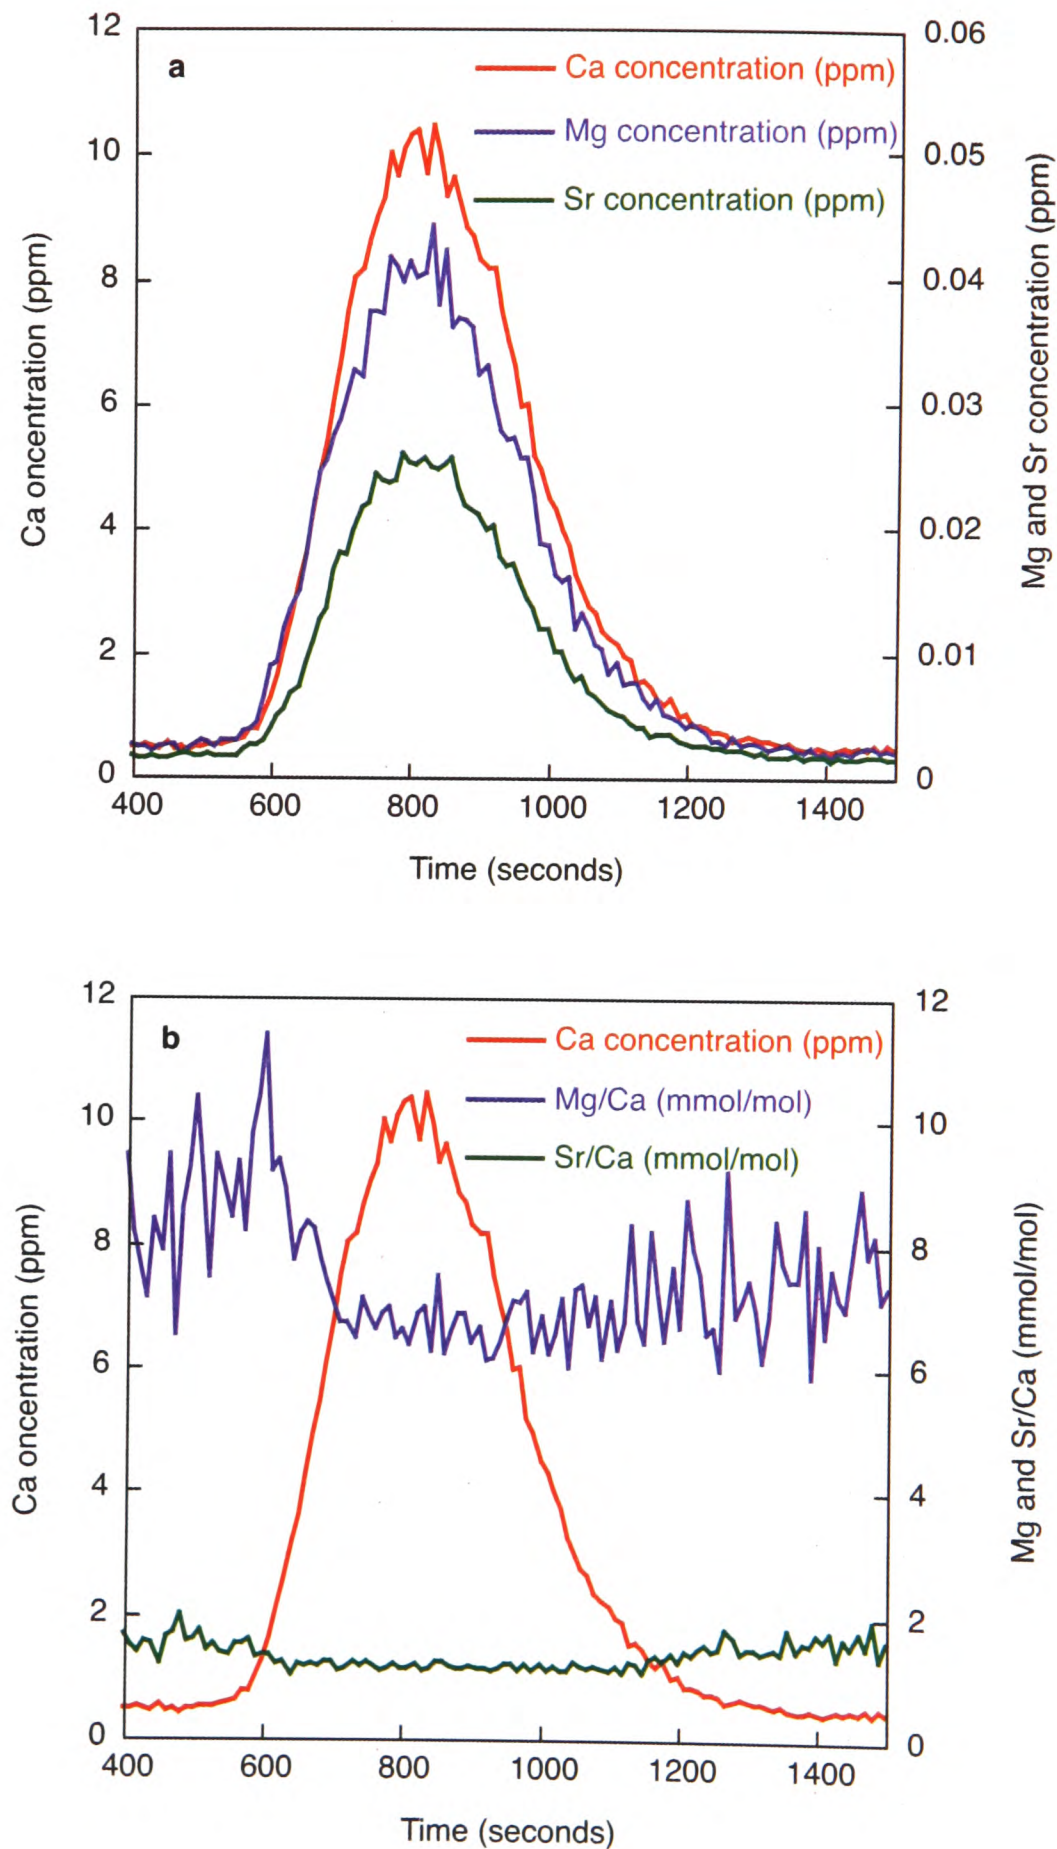 a
Ca concentration (ppm)
Mg concentration (ppm)
Sr concentration (ppm)
12
10
8
6
4
2
0
0.06
0.05
0.04
0.03
0.02
0.01
0
400 600 800 1000 1200 1400
Time (seconds)
Ca oncentration (ppm)
Mg and Sr concentration (ppm)
b
Ca concentration (ppm)
Mg/Ca (mmol/mol)
Sr/Ca (mmol/mol)
12
10
8
6
4
2
0
12
10
8
6
4
2
0
400 600 800 1000 1200 1400
Time (seconds)
Ca oncentration (ppm)
Mg and Sr/Ca (mmol/mol)